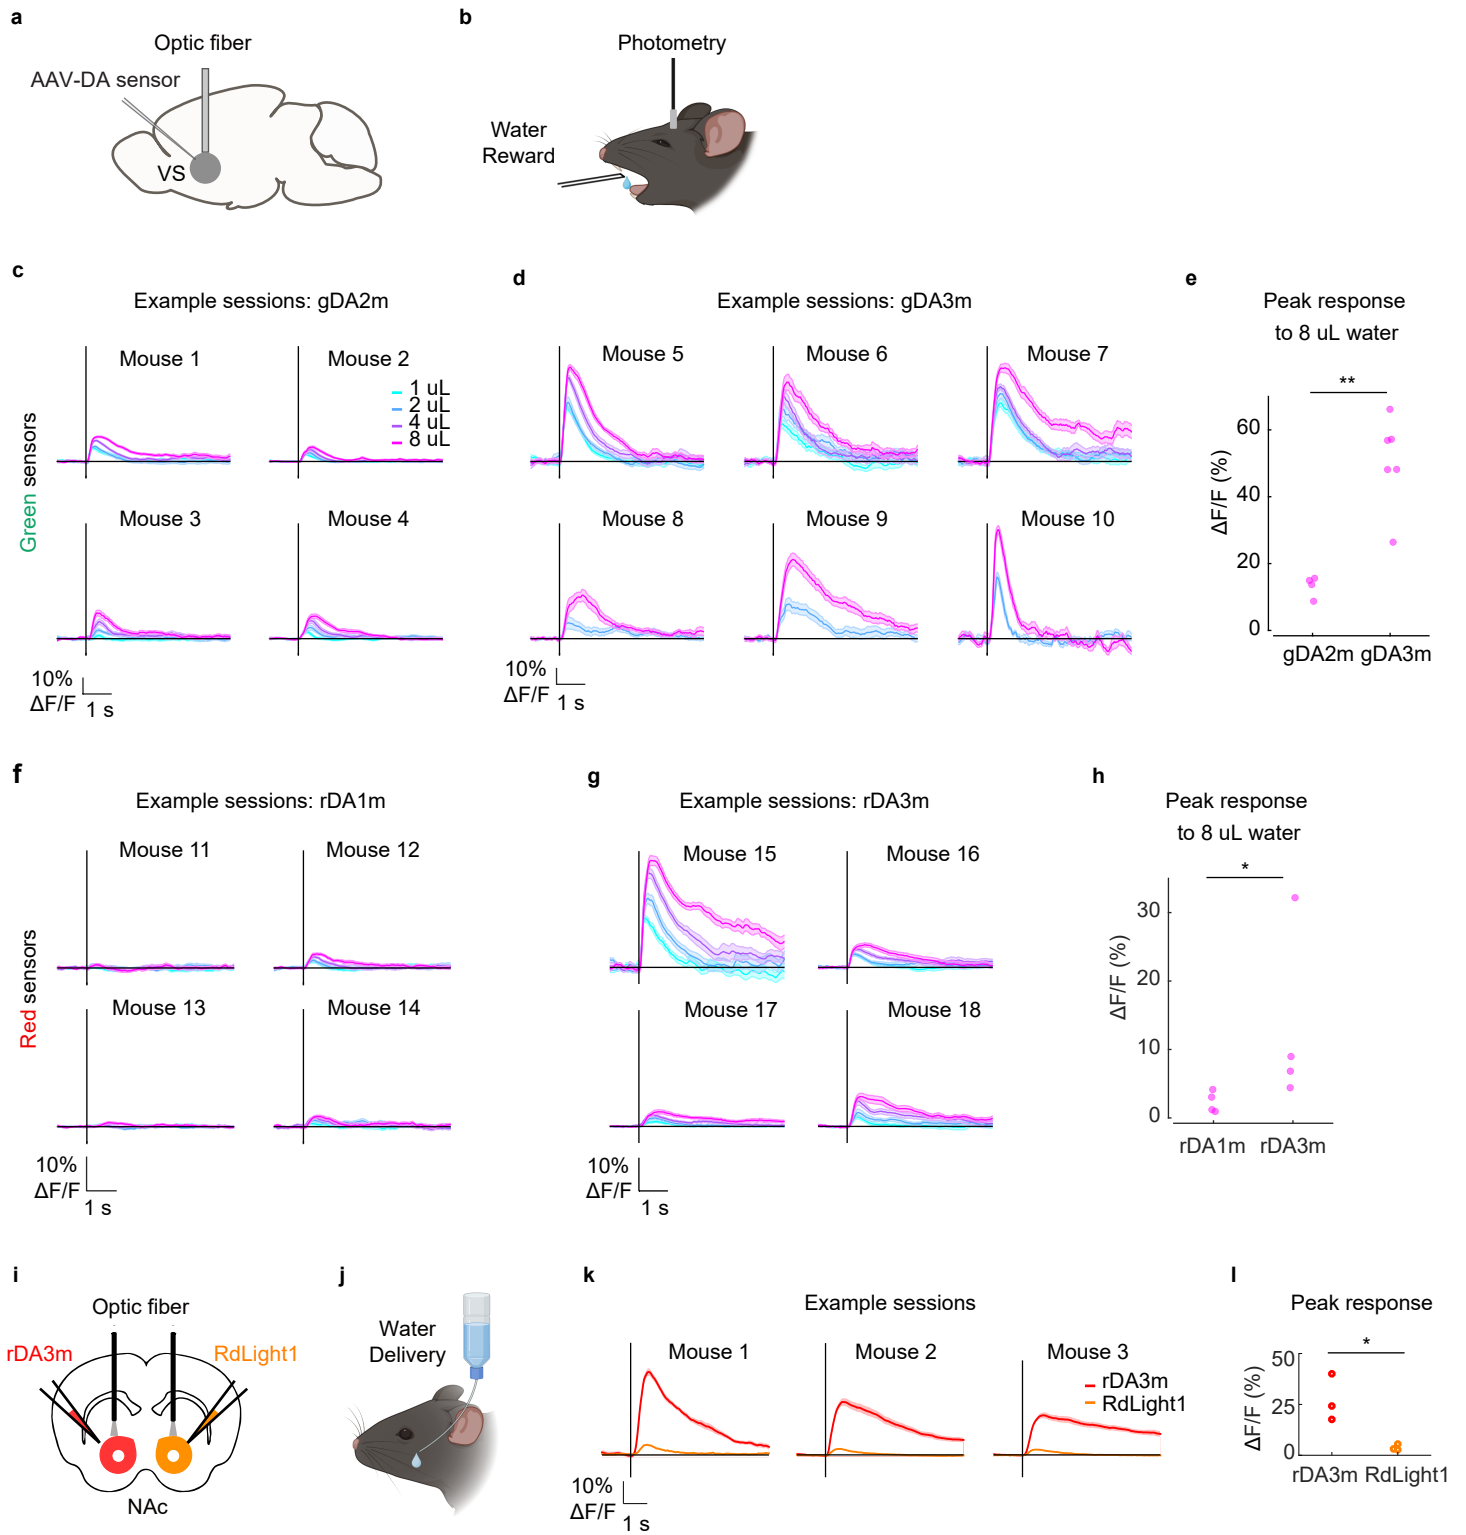 a
Optic fiber
AAV-DA sensor
VS
b
Photometry
Water
Reward
c
Example sessions: gDA2m
Green sensors
Mouse 1
Mouse 2
1 uL
2 uL
4 uL
8 uL
Mouse 3
Mouse 4
10%
ΔF/F
1 s
d
Example sessions: gDA3m
Mouse 5
Mouse 6
Mouse 7
Mouse 8
Mouse 9
Mouse 10
10%
ΔF/F
1 s
e
Peak response
to 8 uL water
**
ΔF/F (%)
60
40
20
0
gDA2m gDA3m
f
Example sessions: rDA1m
Red sensors
Mouse 11
Mouse 12
Mouse 13
Mouse 14
10%
ΔF/F
1 s
g
Example sessions: rDA3m
Mouse 15
Mouse 16
Mouse 17
Mouse 18
10%
ΔF/F
1 s
h
Peak response
to 8 uL water
*
ΔF/F (%)
30
20
10
0
rDA1m rDA3m
i
Optic fiber
rDA3m
RdLight1
NAc
j
Water
Delivery
k
Example sessions
Mouse 1
Mouse 2
Mouse 3
rDA3m
RdLight1
10%
ΔF/F
1 s
l
Peak response
*
ΔF/F (%)
50
25
0
rDA3m RdLight1